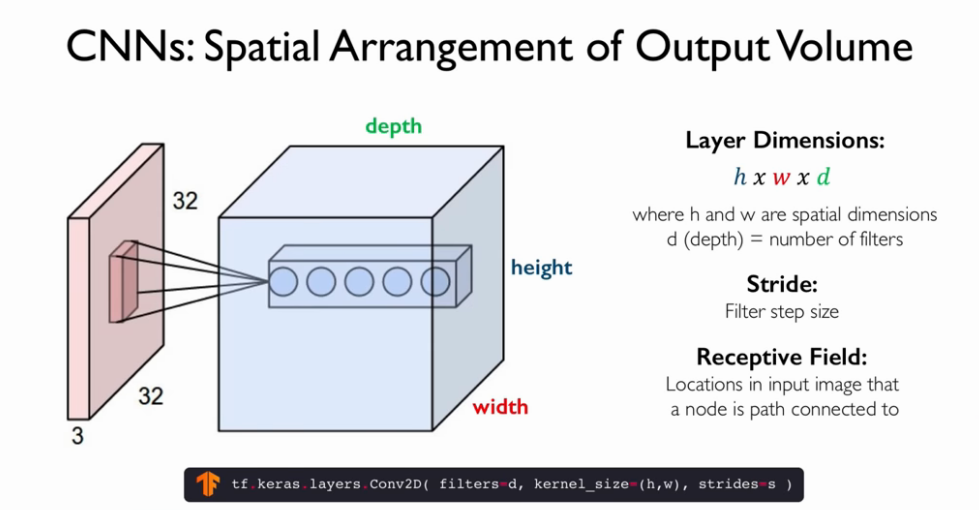 CNNs: Spatial Arrangement of Output Volume
depth
32
height
32
width
3
Layer Dimensions:
h x w x d
where h and w are spatial dimensions
d (depth) = number of filters
Stride:
Filter step size
Receptive Field:
Locations in input image that
a node is path connected to
tf.keras.layers.Conv2D( filters=d, kernel_size=(h,w), strides=s )